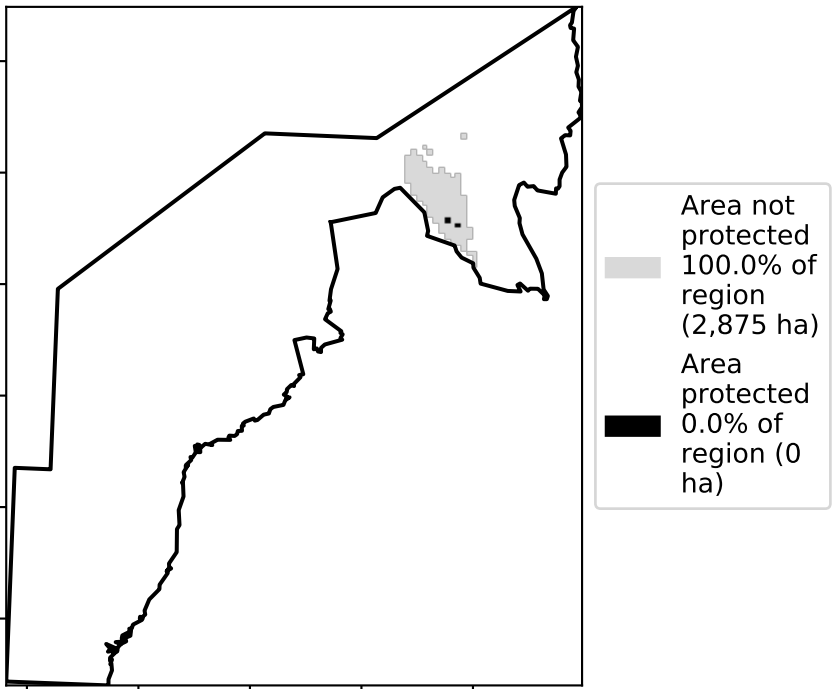 Area not
protected
100.0% of
region
(2,875 ha)
Area
protected
0.0% of
region (0
ha)